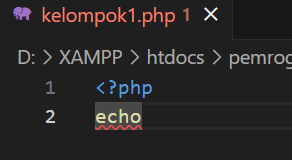 kelompok1.php 1
D: > XAMPP > htdocs > pemrog
1 <?php
2 echo